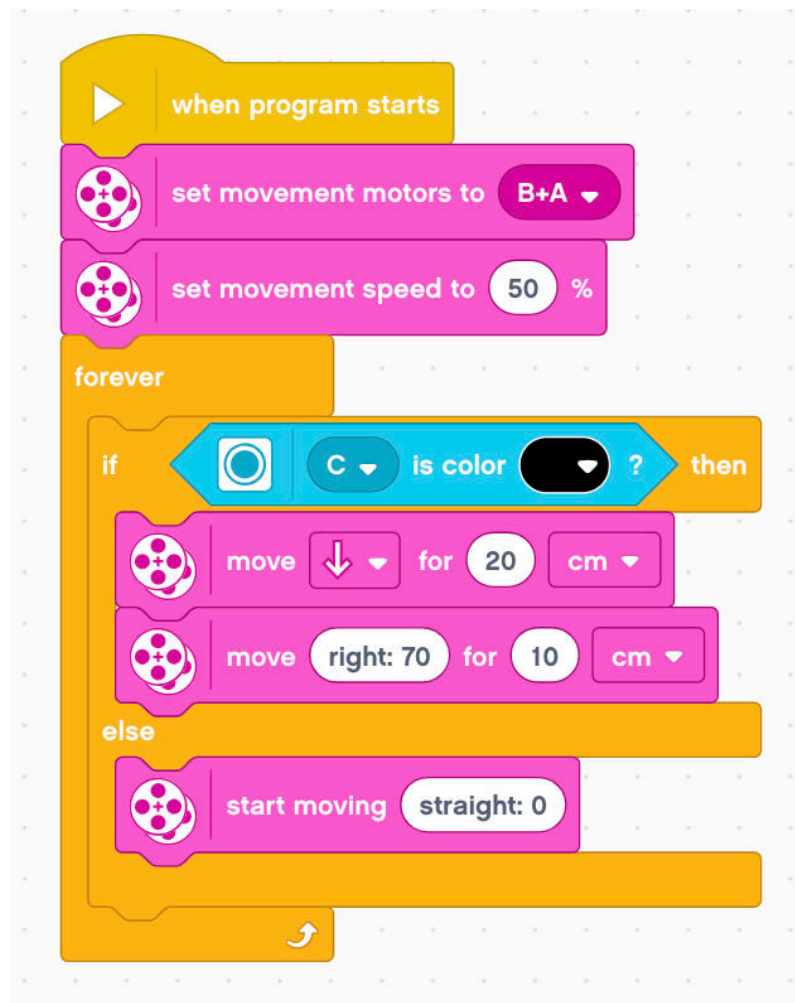 when program starts
set movement motors to B+A
set movement speed to 50 %
forever
if C is color ? then
move for 20 cm
move right: 70 for 10 cm
else
start moving straight: 0